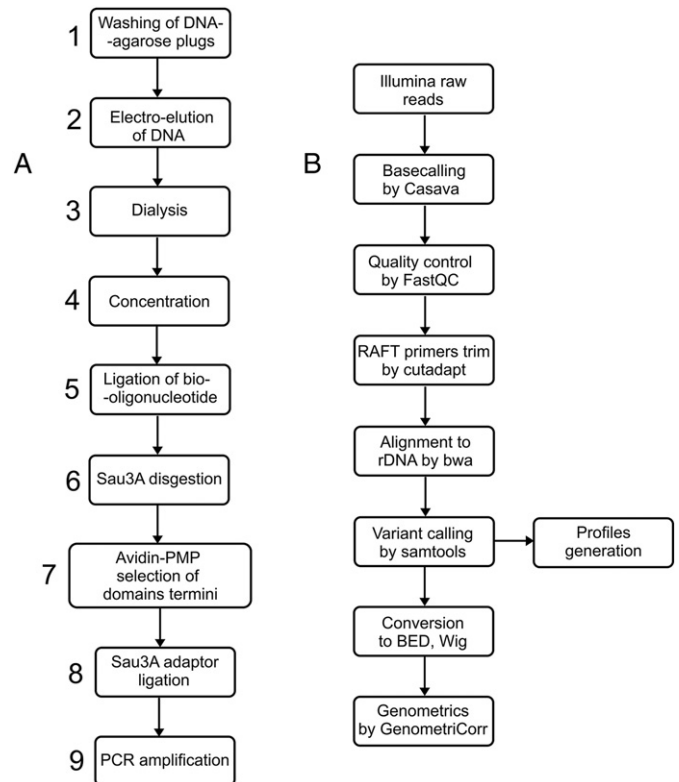 A
1
Washing of DNA-
-agarose plugs
2
Electro-elution
of DNA
3
Dialysis
4
Concentration
5
Ligation of bio-
-oligonucleotide
6
Sau3A disgestion
7
Avidin-PMP
selection of
domains termini
8
Sau3A adaptor
ligation
9
PCR amplification
B
Illumina raw
reads
Basecalling
by Casava
Quality control
by FastQC
RAFT primers trim
by cutadapt
Alignment to
rDNA by bwa
Variant calling
by samtools
Profiles
generation
Conversion
to BED, Wig
Genometrics
by GenometriCorr